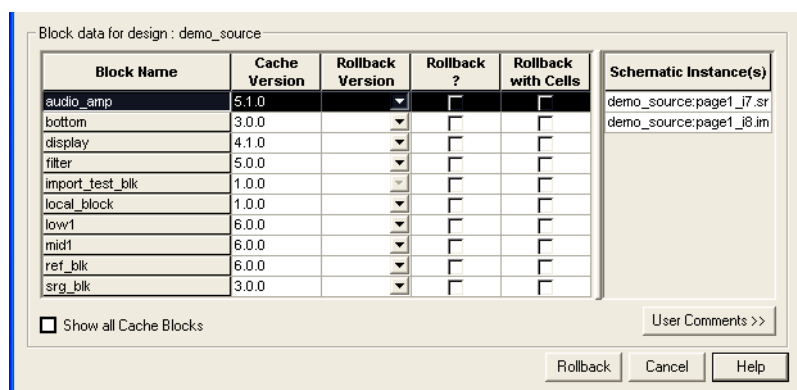 Block data for design : demo_source
Block Name Cache Version Rollback Version Rollback ? Rollback with Cells Schematic Instance(s)
audio_amp 5.1.0 demo_source:page1_i7.sr
bottom 3.0.0 demo_source:page1_i8.im
display 4.1.0
filter 5.0.0
import_test_blk 1.0.0
local_block 1.0.0
low1 6.0.0
mid1 6.0.0
ref_blk 6.0.0
srg_blk 3.0.0
Show all Cache Blocks
User Comments >>
Rollback Cancel Help